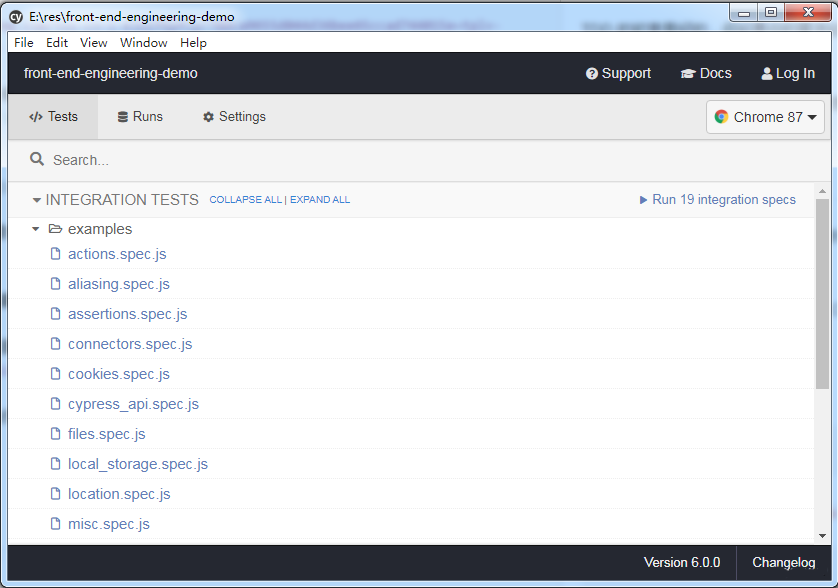 cy E:\res\front-end-engineering-demo
File Edit View Window Help
front-end-engineering-demo Support Docs Log In
</> Tests Runs Settings Chrome 87
Search...
INTEGRATION TESTS COLLAPSE ALL | EXPAND ALL Run 19 integration specs
examples
actions.spec.js
aliasing.spec.js
assertions.spec.js
connectors.spec.js
cookies.spec.js
cypress_api.spec.js
files.spec.js
local_storage.spec.js
location.spec.js
misc.spec.js
Version 6.0.0 Changelog